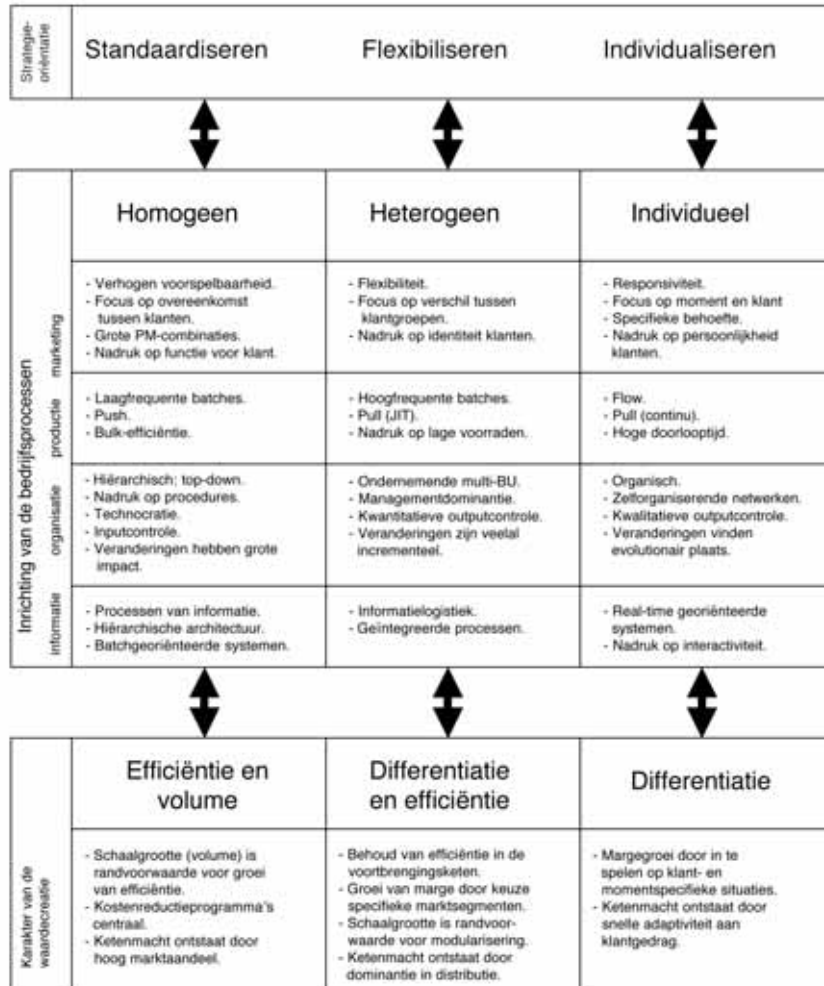 Strategie-
oriëntatie
Standaardiseren
Flexibiliseren
Individualiseren
Inrichting van de bedrijfsprocessen
Homogeen
Heterogeen
Individueel
marketing
- Verhogen voorspelbaarheid.
- Focus op overeenkomst
tussen klanten.
- Grote PM-combinaties.
- Nadruk op functie voor klant.
- Flexibiliteit.
- Focus op verschil tussen
klantgroepen.
- Nadruk op identiteit klanten.
- Responsiviteit.
- Focus op moment en klant
- Specifieke behoefte.
- Nadruk op persoonlijkheid
klanten.
productie
- Laagfrequente batches.
- Push.
- Bulk-efficiëntie.
- Hoogfrequente batches.
- Pull (JIT).
- Nadruk op lage voorraden.
- Flow.
- Pull (continu).
- Hoge doorlooptijd.
organisatie
- Hiërarchisch; top-down.
- Nadruk op procedures.
- Technocratie.
- Inputcontrole.
- Veranderingen hebben grote
impact.
- Ondernemende multi-BU.
- Managementdominantie.
- Kwantitatieve outputcontrole.
- Veranderingen zijn veelal
incrementeel.
- Organisch.
- Zelforganiserende netwerken.
- Kwalitatieve outputcontrole.
- Veranderingen vinden
evolutionair plaats.
informatie
- Processen van informatie.
- Hiërarchische architectuur.
- Batchgeoriënteerde systemen.
- Informatielogistiek.
- Geïntegreerde processen.
- Real-time georiënteerde
systemen.
- Nadruk op interactiviteit.
Karakter van de
waardecreatie
Efficiëntie en
volume
Differentiatie
en efficiëntie
Differentiatie
- Schaalgrootte (volume) is
randvoorwaarde voor groei
van efficiëntie.
- Kostenreductieprogramma's
centraal.
- Ketenmacht ontstaat door
hoog marktaandeel.
- Behoud van efficiëntie in de
voortbrengingsketen.
- Groei van marge door keuze
specifieke marktsegmenten.
- Schaalgrootte is randvoor-
waarde voor modularisering.
- Ketenmacht ontstaat door
dominantie in distributie.
- Margegroei door in te
spelen op klant- en
momentspecifieke situaties.
- Ketenmacht ontstaat door
snelle adaptiviteit aan
klantgedrag.